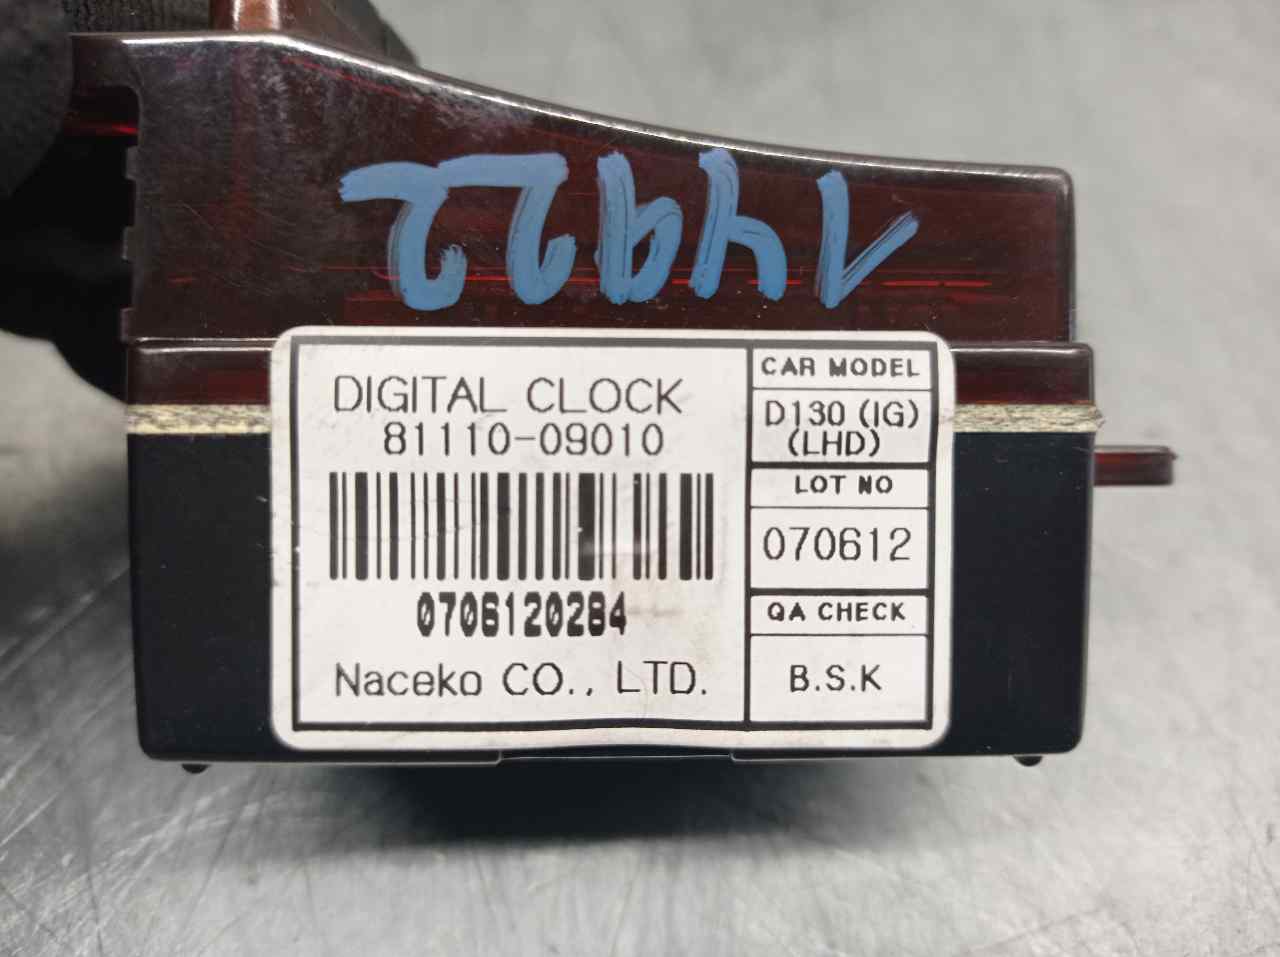 14922
DIGITAL CLOCK
81110-09010
0706120284
Naceko CO., LTD.
CAR MODEL
D130 (IG)
(LHD)
LOT NO
070612
QA CHECK
B.S.K